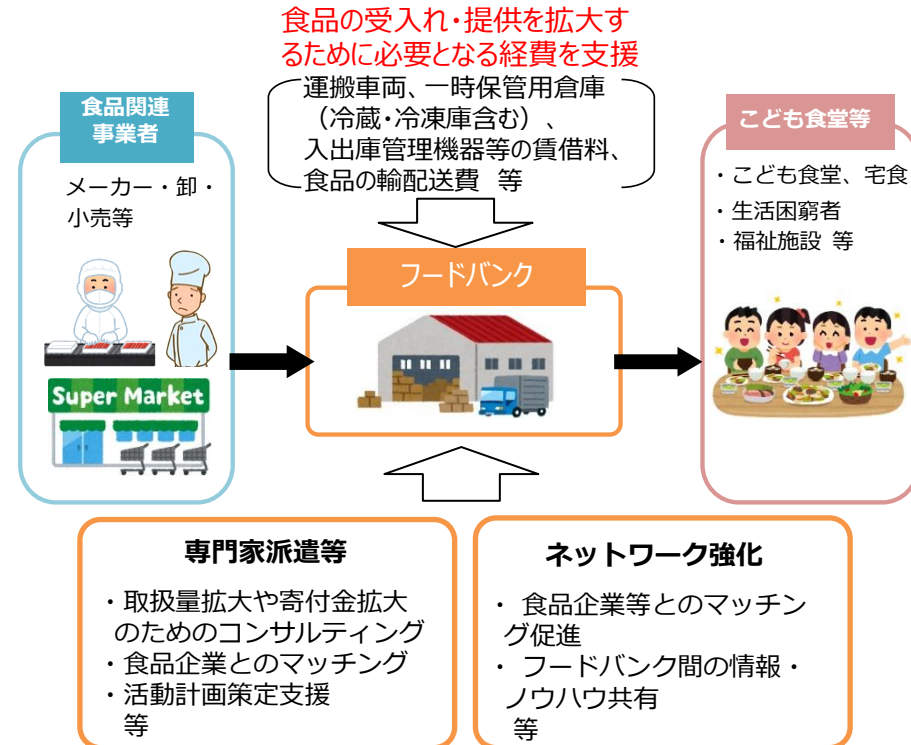 食品の受入れ・提供を拡大す
るために必要となる経費を支援
運搬車両、一時保管用倉庫
（冷蔵・冷凍庫含む）、
入出庫管理機器等の賃借料、
食品の輸配送費 等
食品関連
事業者
メーカー・卸・
小売等
Super Market
フードバンク
こども食堂等
・こども食堂、宅食
・生活困窮者
・福祉施設 等
専門家派遣等
・取扱量拡大や寄付金拡大
のためのコンサルティング
・食品企業とのマッチング
・活動計画策定支援
等
ネットワーク強化
・ 食品企業等とのマッチン
グ促進
・ フードバンク間の情報・
ノウハウ共有
等